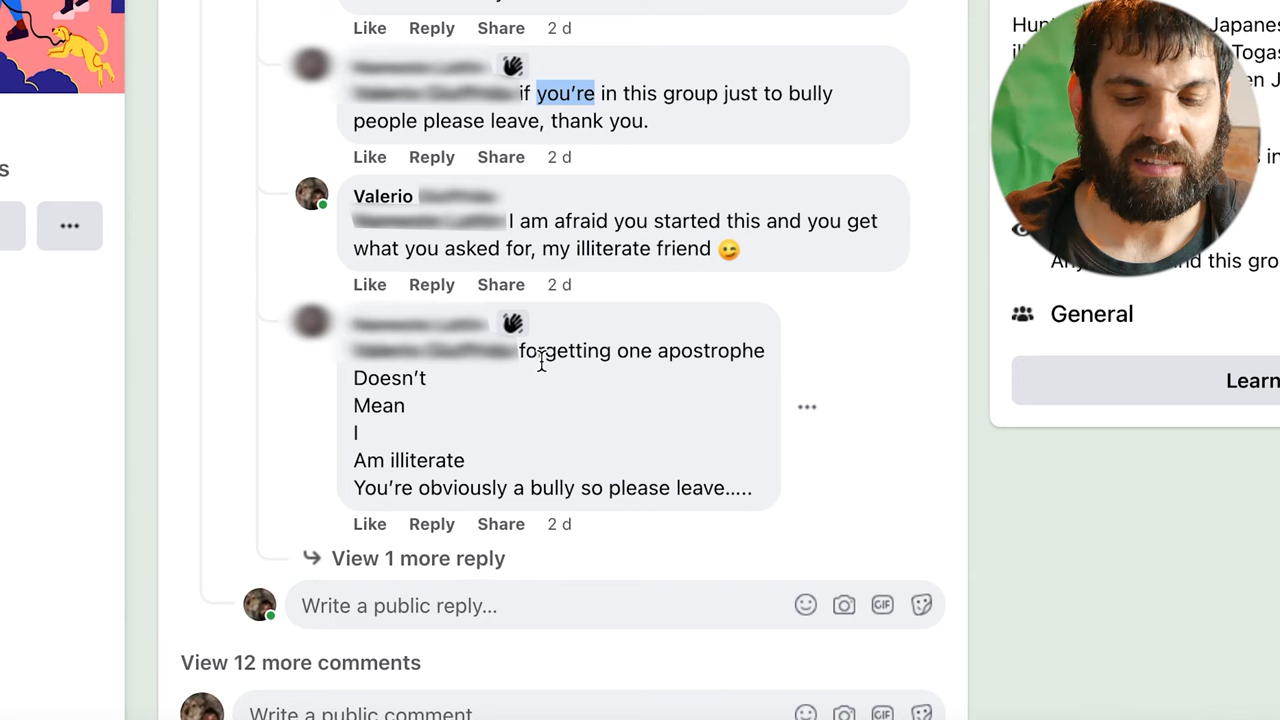 Like Reply Share 2 d
if you're in this group just to bully
people please leave, thank you.
Like Reply Share 2 d
Valerio
I am afraid you started this and you get
what you asked for, my illiterate friend 😉
Like Reply Share 2 d
forgetting one apostrophe
Doesn't
Mean
I
Am illiterate
You're obviously a bully so please leave.....
Like Reply Share 2 d
View 1 more reply
Write a public reply...
GIF
View 12 more comments
Write a public comment
GIF
s
Japanes
General
Learn